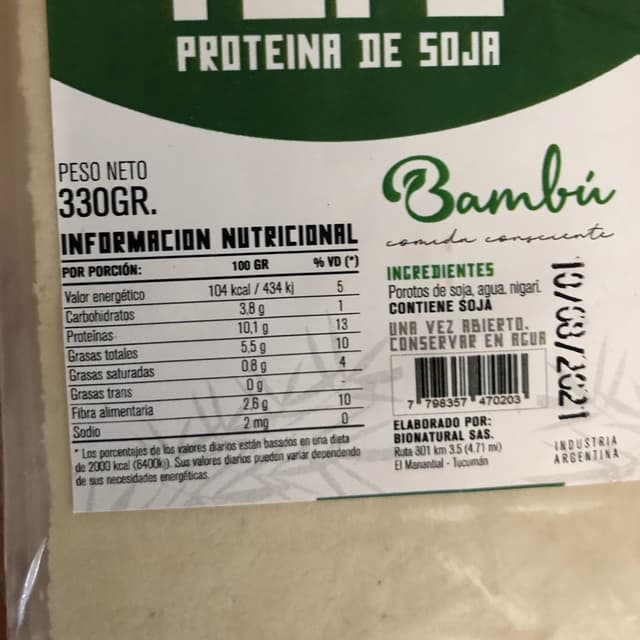 PROTEINA DE SOJA
PESO NETO
330GR.
INFORMACION NUTRICIONAL
POR PORCIÓN: 100 GR % VD (*)
Valor energético 104 kcal / 434 kj 5
Carbohidratos 3,8 g 1
Proteínas 10,1 g 13
Grasas totales 5,5 g 10
Grasas saturadas 0,8 g 4
Grasas trans 0 g -
Fibra alimentaria 2,6 g 10
Sodio 2 mg 0
* Los porcentajes de los valores diarios están basados en una dieta
de 2000 kcal (8400kj). Sus valores diarios pueden variar dependendo
de sus necesidades energéticas.
Bambú
comida consciente
INGREDIENTES
Porotos de soja, agua, nigari.
CONTIENE SOJA
UNA VEZ ABIERTO,
CONSERVAR EN AGUA
7 798357 470203
10/08/2021
ELABORADO POR:
BIONATURAL SAS.
Ruta 301 km 3.5 (4.71 mi)
El Manantial - Tucumán
INDUSTRIA
ARGENTINA